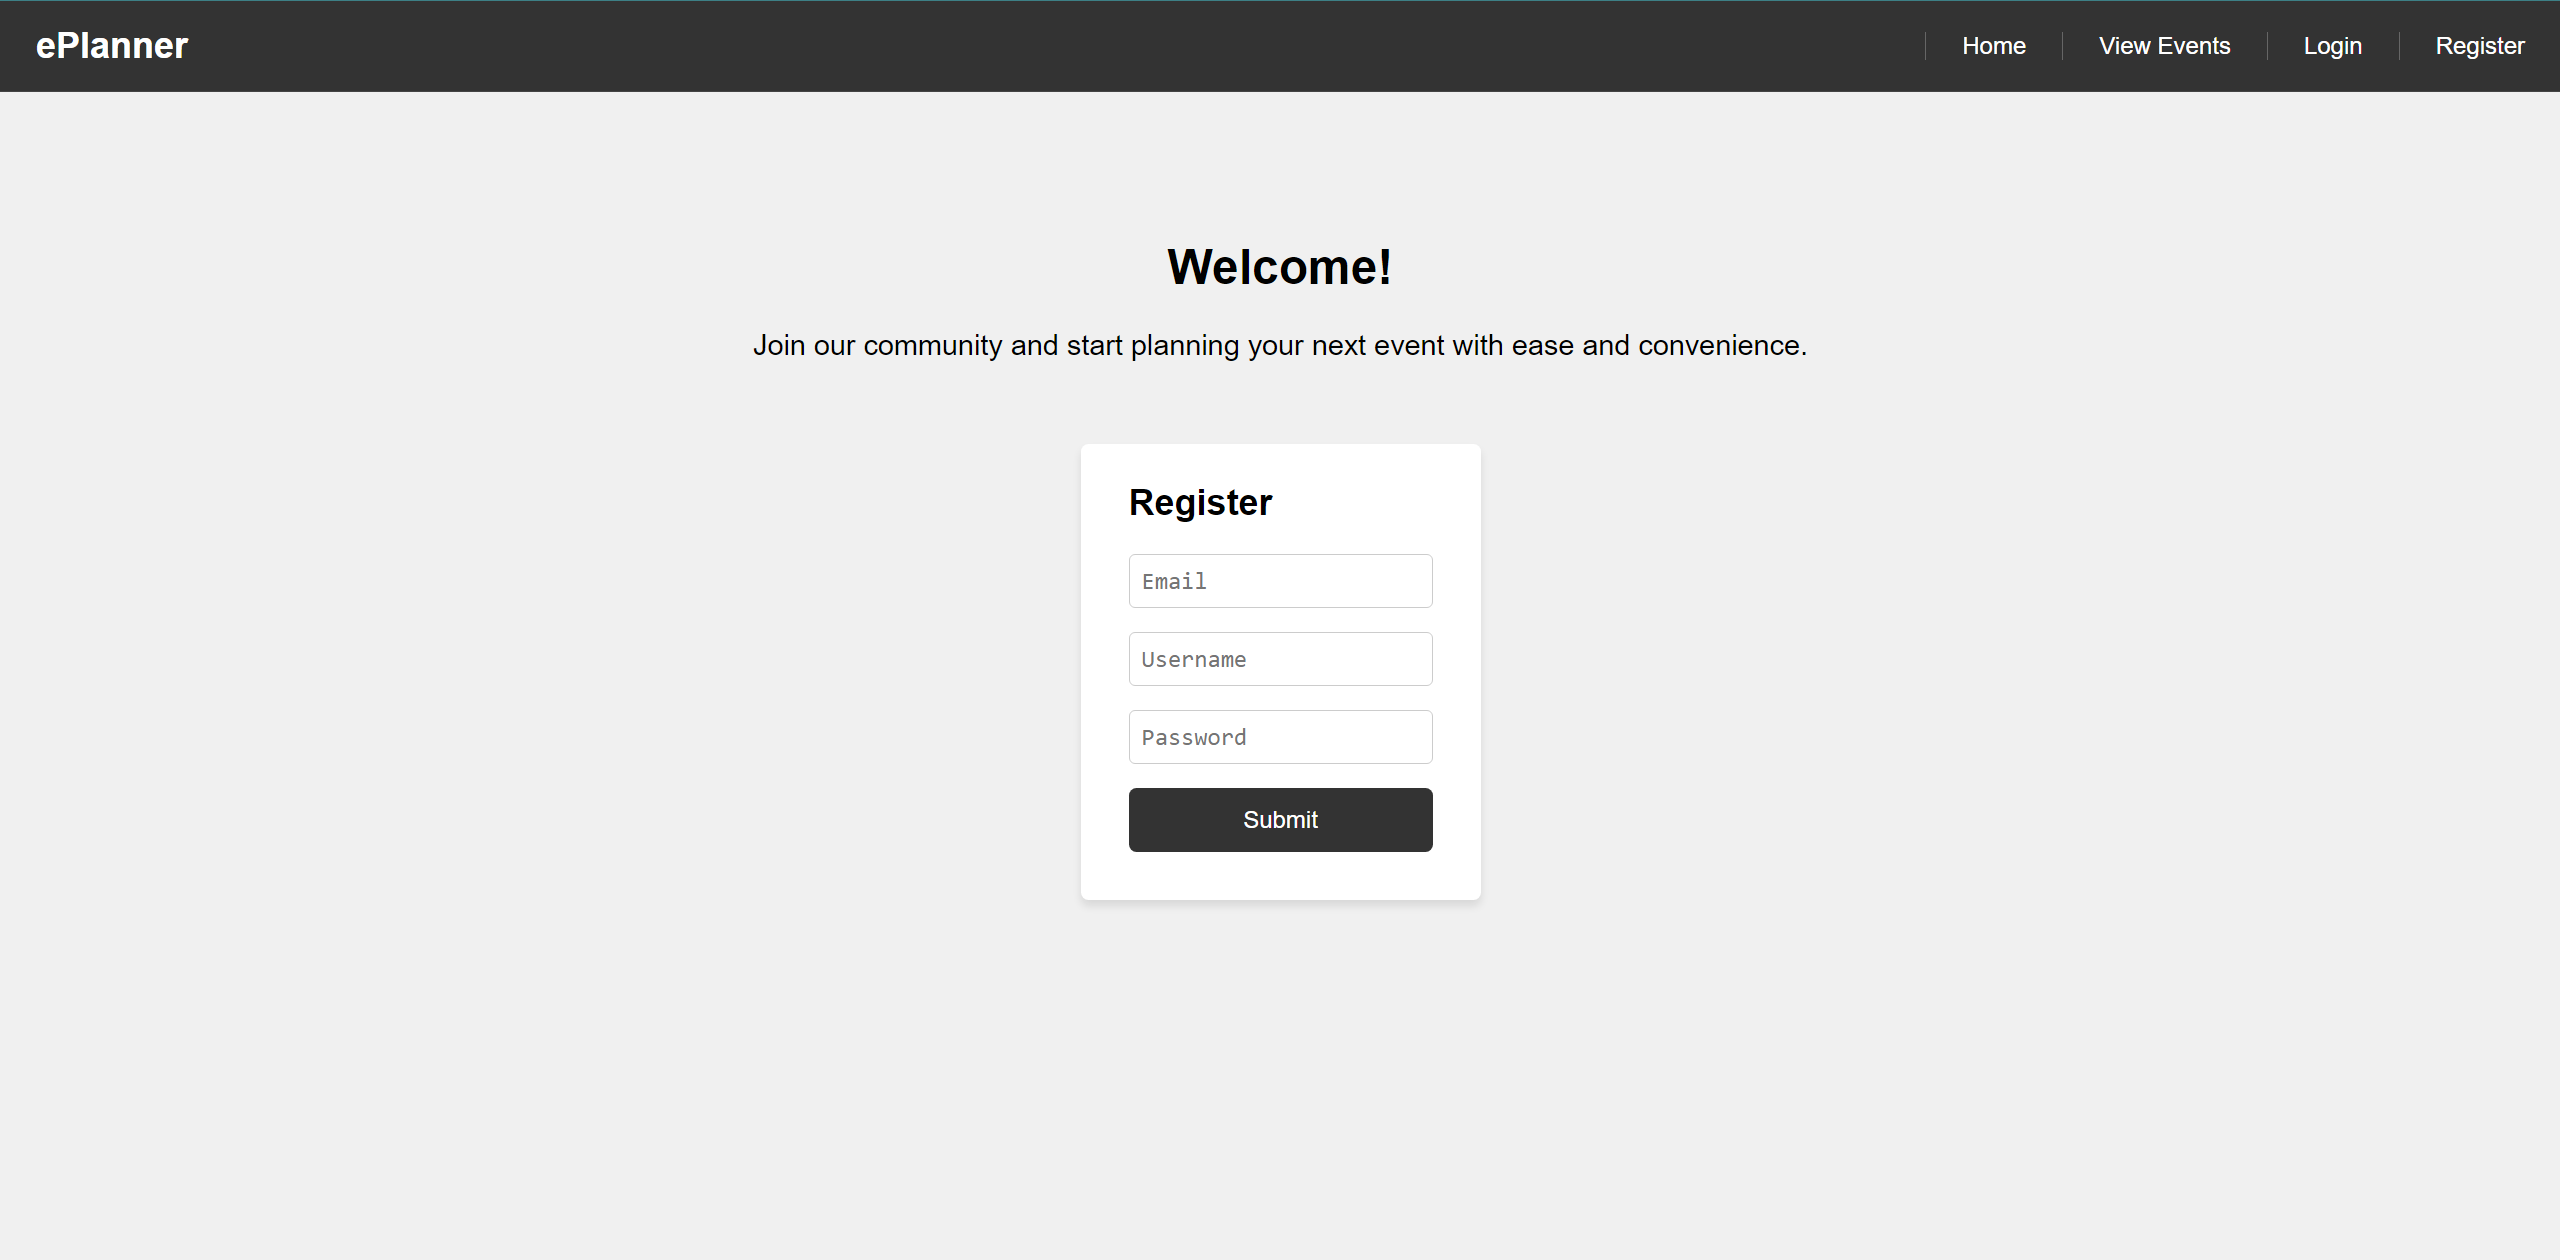 ePlanner
Home
View Events
Login
Register
Welcome!
Join our community and start planning your next event with ease and convenience.
Register
Email
Username
Password
Submit